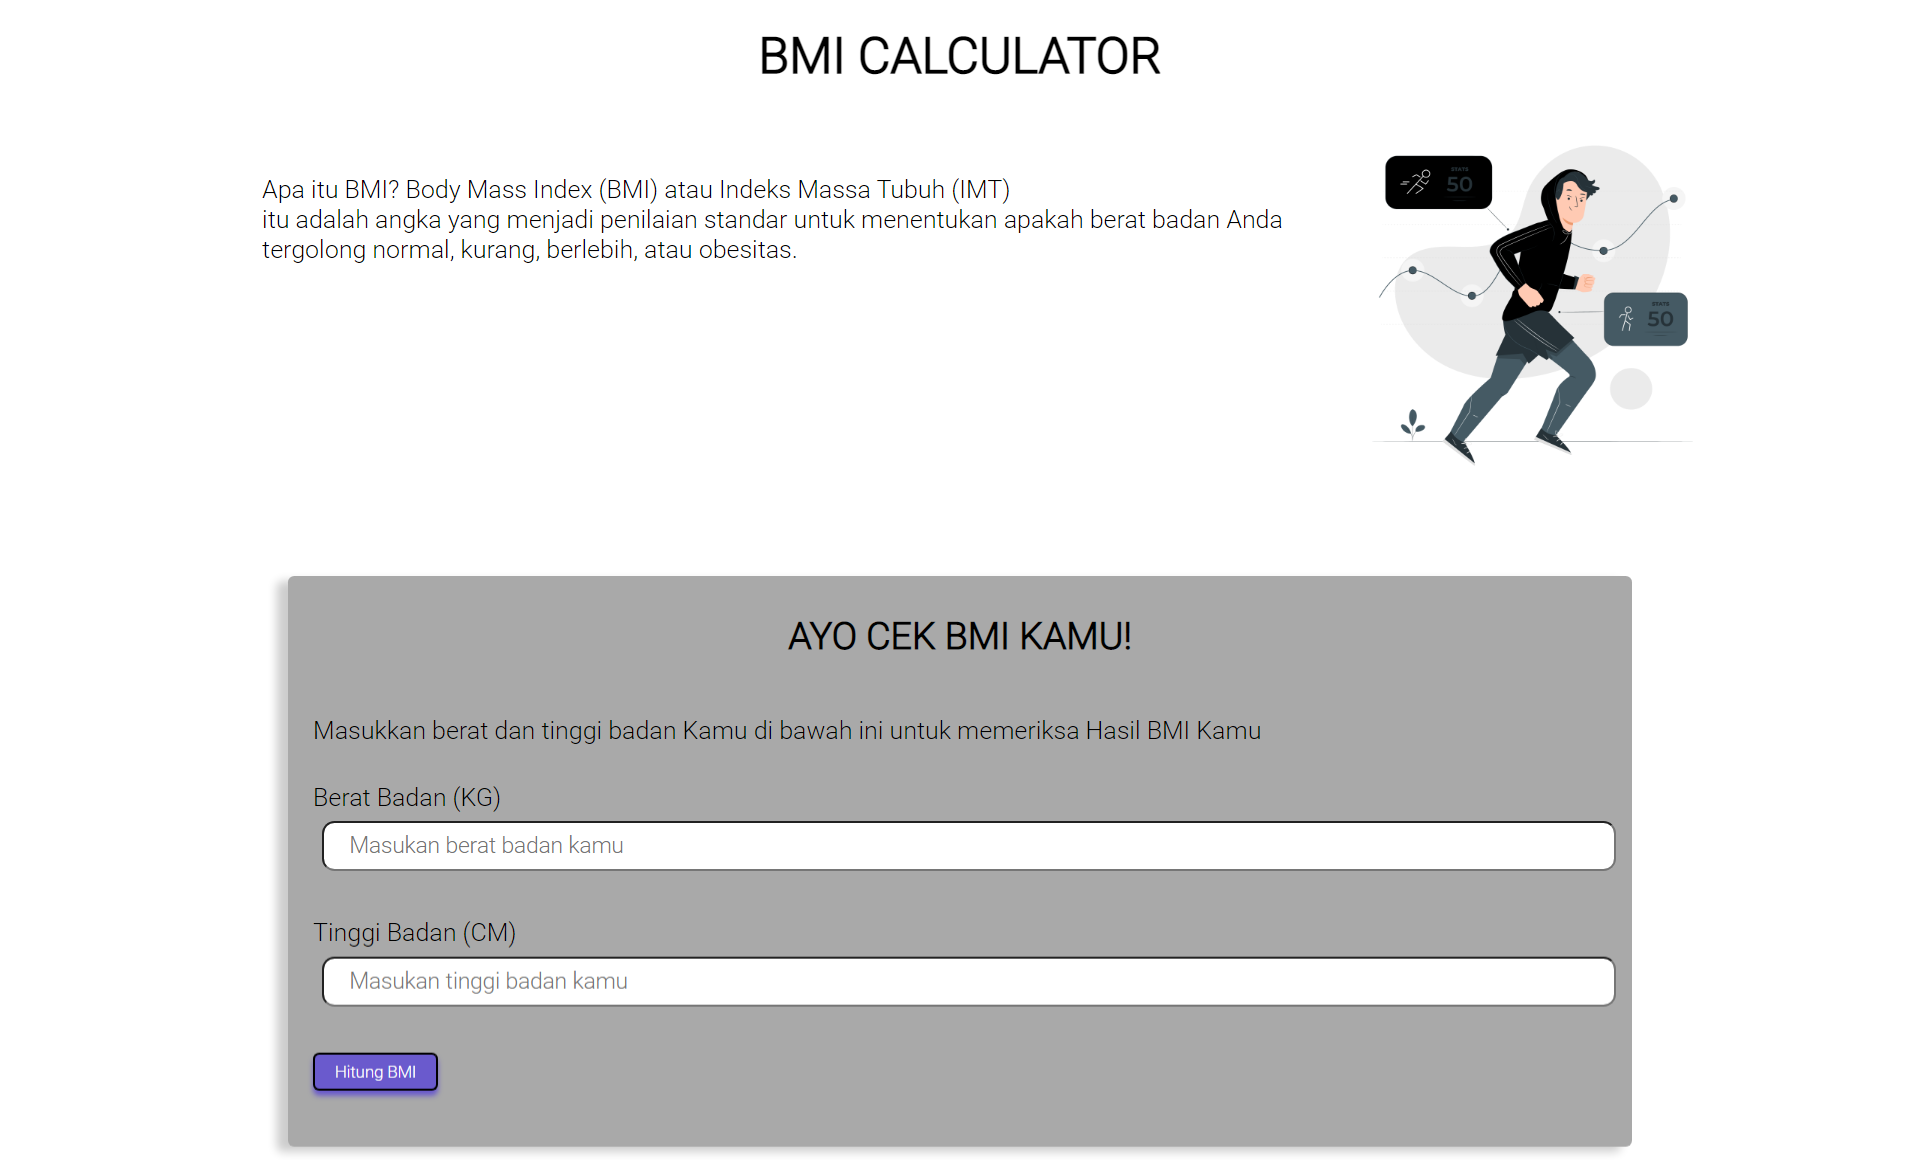 BMI CALCULATOR
Apa itu BMI? Body Mass Index (BMI) atau Indeks Massa Tubuh (IMT)
itu adalah angka yang menjadi penilaian standar untuk menentukan apakah berat badan Anda
tergolong normal, kurang, berlebih, atau obesitas.
STATS
50
STATS
50
AYO CEK BMI KAMU!
Masukkan berat dan tinggi badan Kamu di bawah ini untuk memeriksa Hasil BMI Kamu
Berat Badan (KG)
Masukan berat badan kamu
Tinggi Badan (CM)
Masukan tinggi badan kamu
Hitung BMI